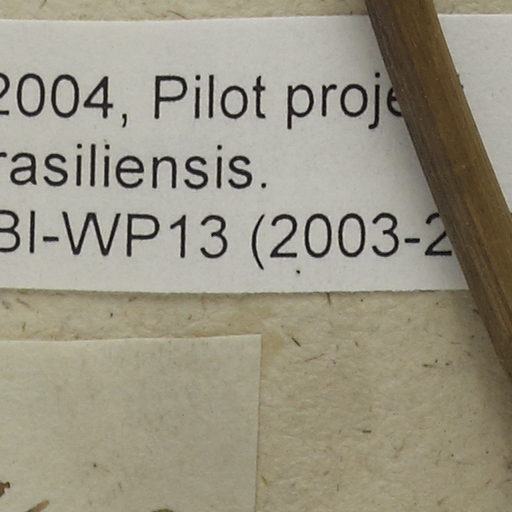 2004, Pilot proje
rasiliensis.
BI-WP13 (2003-2